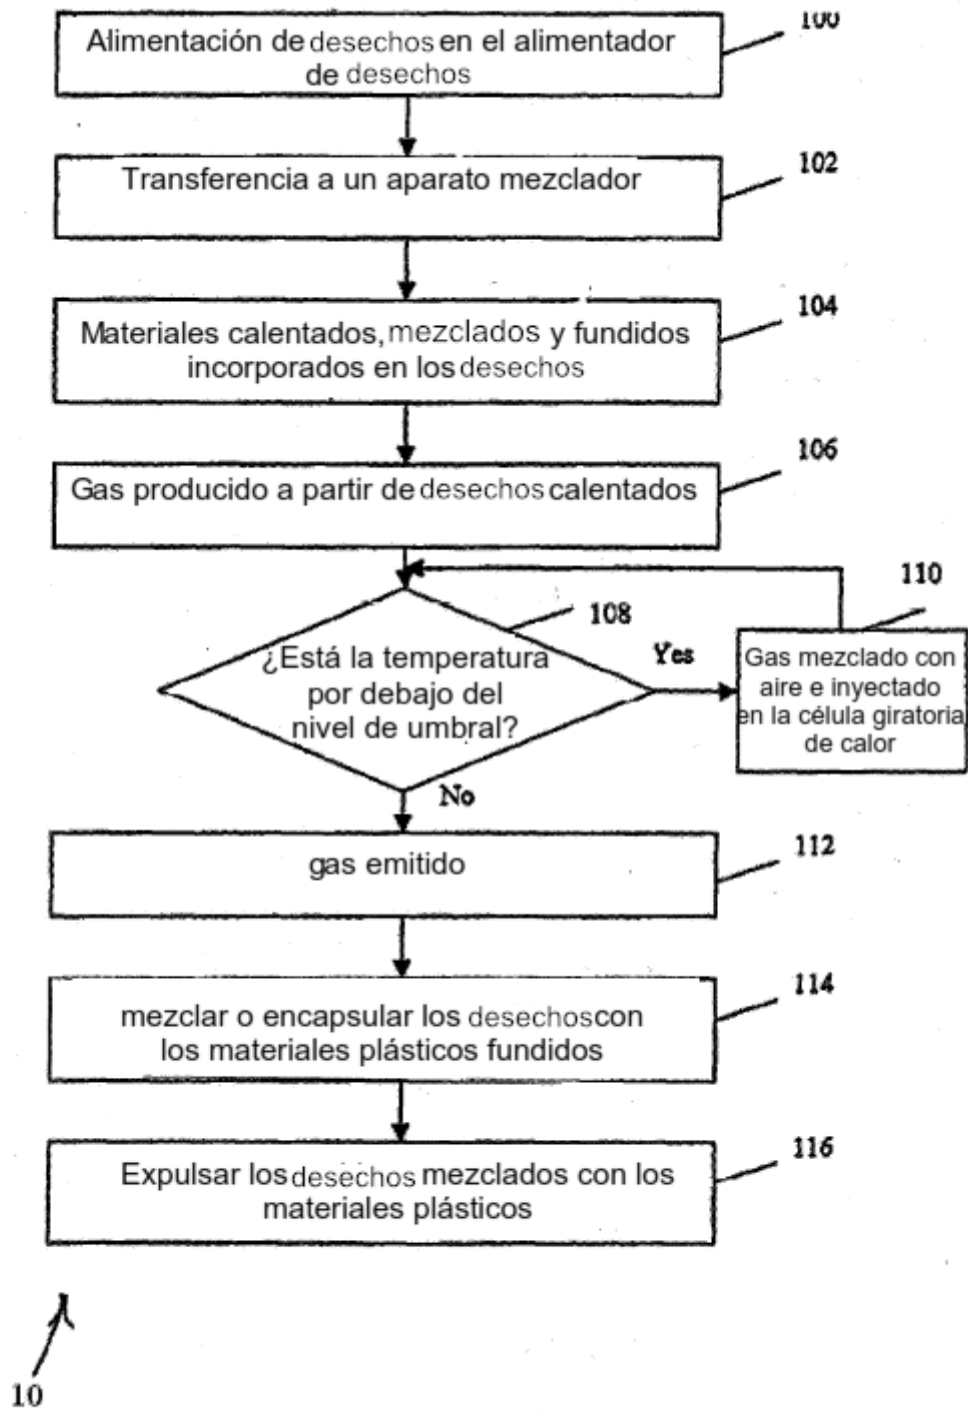 100
Alimentación de desechos en el alimentador
de desechos
102
Transferencia a un aparato mezclador
104
Materiales calentados, mezclados y fundidos
incorporados en los desechos
106
Gas producido a partir de desechos calentados
108
¿Está la temperatura
por debajo del
nivel de umbral?
Yes
110
Gas mezclado con
aire e inyectado
en la célula giratoria
de calor
No
112
gas emitido
114
mezclar o encapsular los desechos con
los materiales plásticos fundidos
116
Expulsar los desechos mezclados con los
materiales plásticos
10